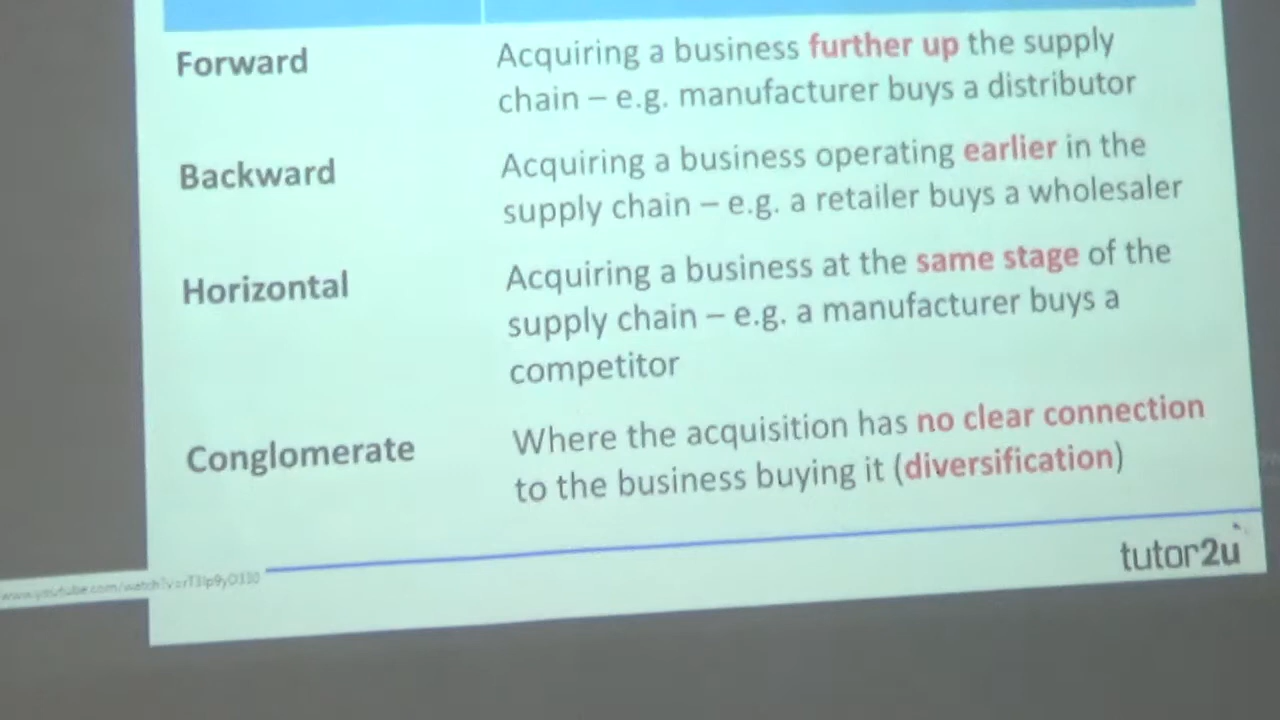 Forward
Acquiring a business further up the supply
chain – e.g. manufacturer buys a distributor
Backward
Acquiring a business operating earlier in the
supply chain – e.g. a retailer buys a wholesaler
Horizontal
Acquiring a business at the same stage of the
supply chain – e.g. a manufacturer buys a
competitor
Conglomerate
Where the acquisition has no clear connection
to the business buying it (diversification)
tutor2u